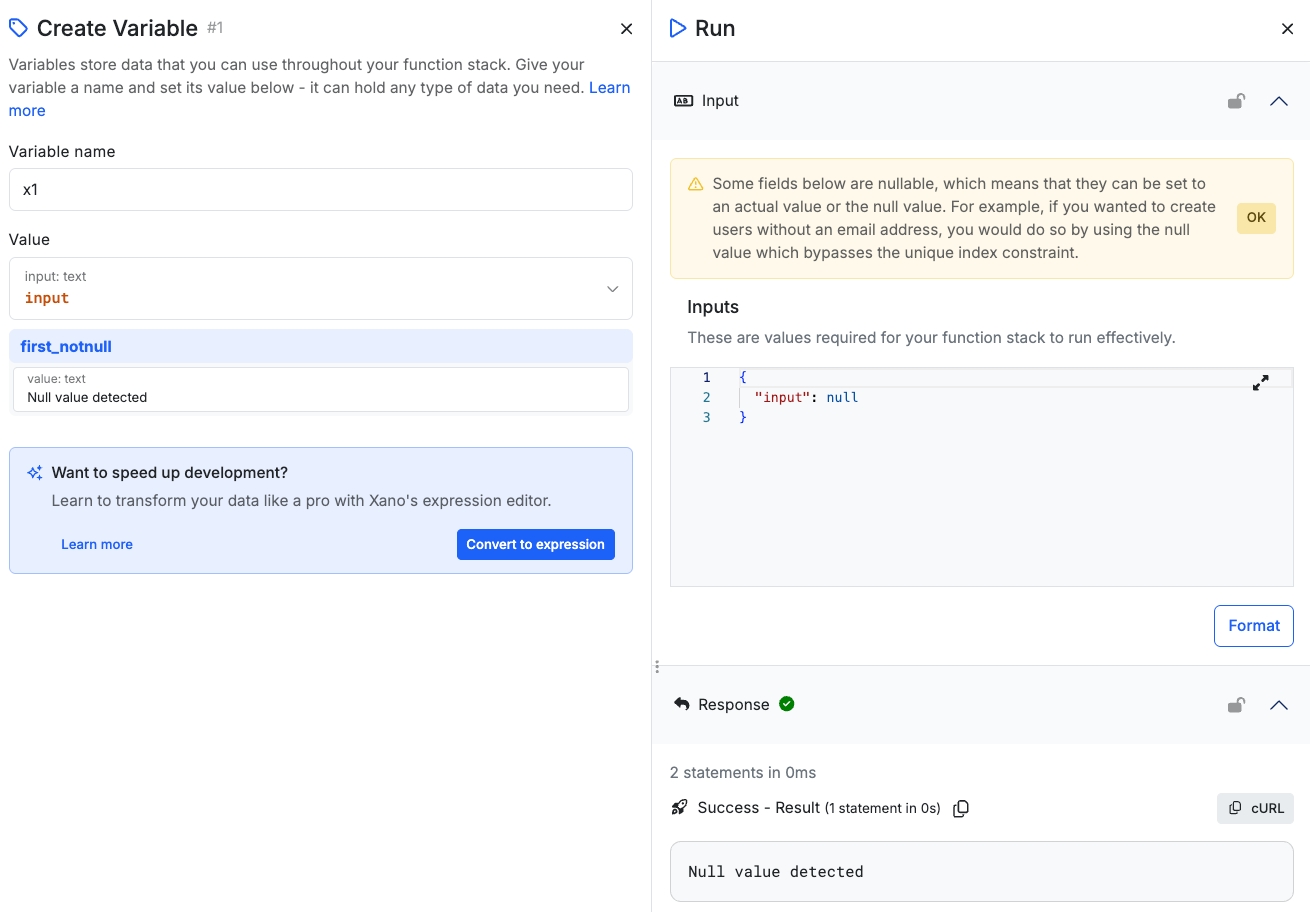 Create Variable #1
Variables store data that you can use throughout your function stack. Give your
variable a name and set its value below - it can hold any type of data you need. Learn
more
Variable name
x1
Value
input: text
input
first_notnull
value: text
Null value detected
Want to speed up development?
Learn to transform your data like a pro with Xano's expression editor.
Learn more
Convert to expression
Run
Input
Some fields below are nullable, which means that they can be set to
an actual value or the null value. For example, if you wanted to create
users without an email address, you would do so by using the null
value which bypasses the unique index constraint.
OK
Inputs
These are values required for your function stack to run effectively.
1 {
2 "input": null
3 }
Format
Response
2 statements in 0ms
Success - Result (1 statement in 0s)
cURL
Null value detected